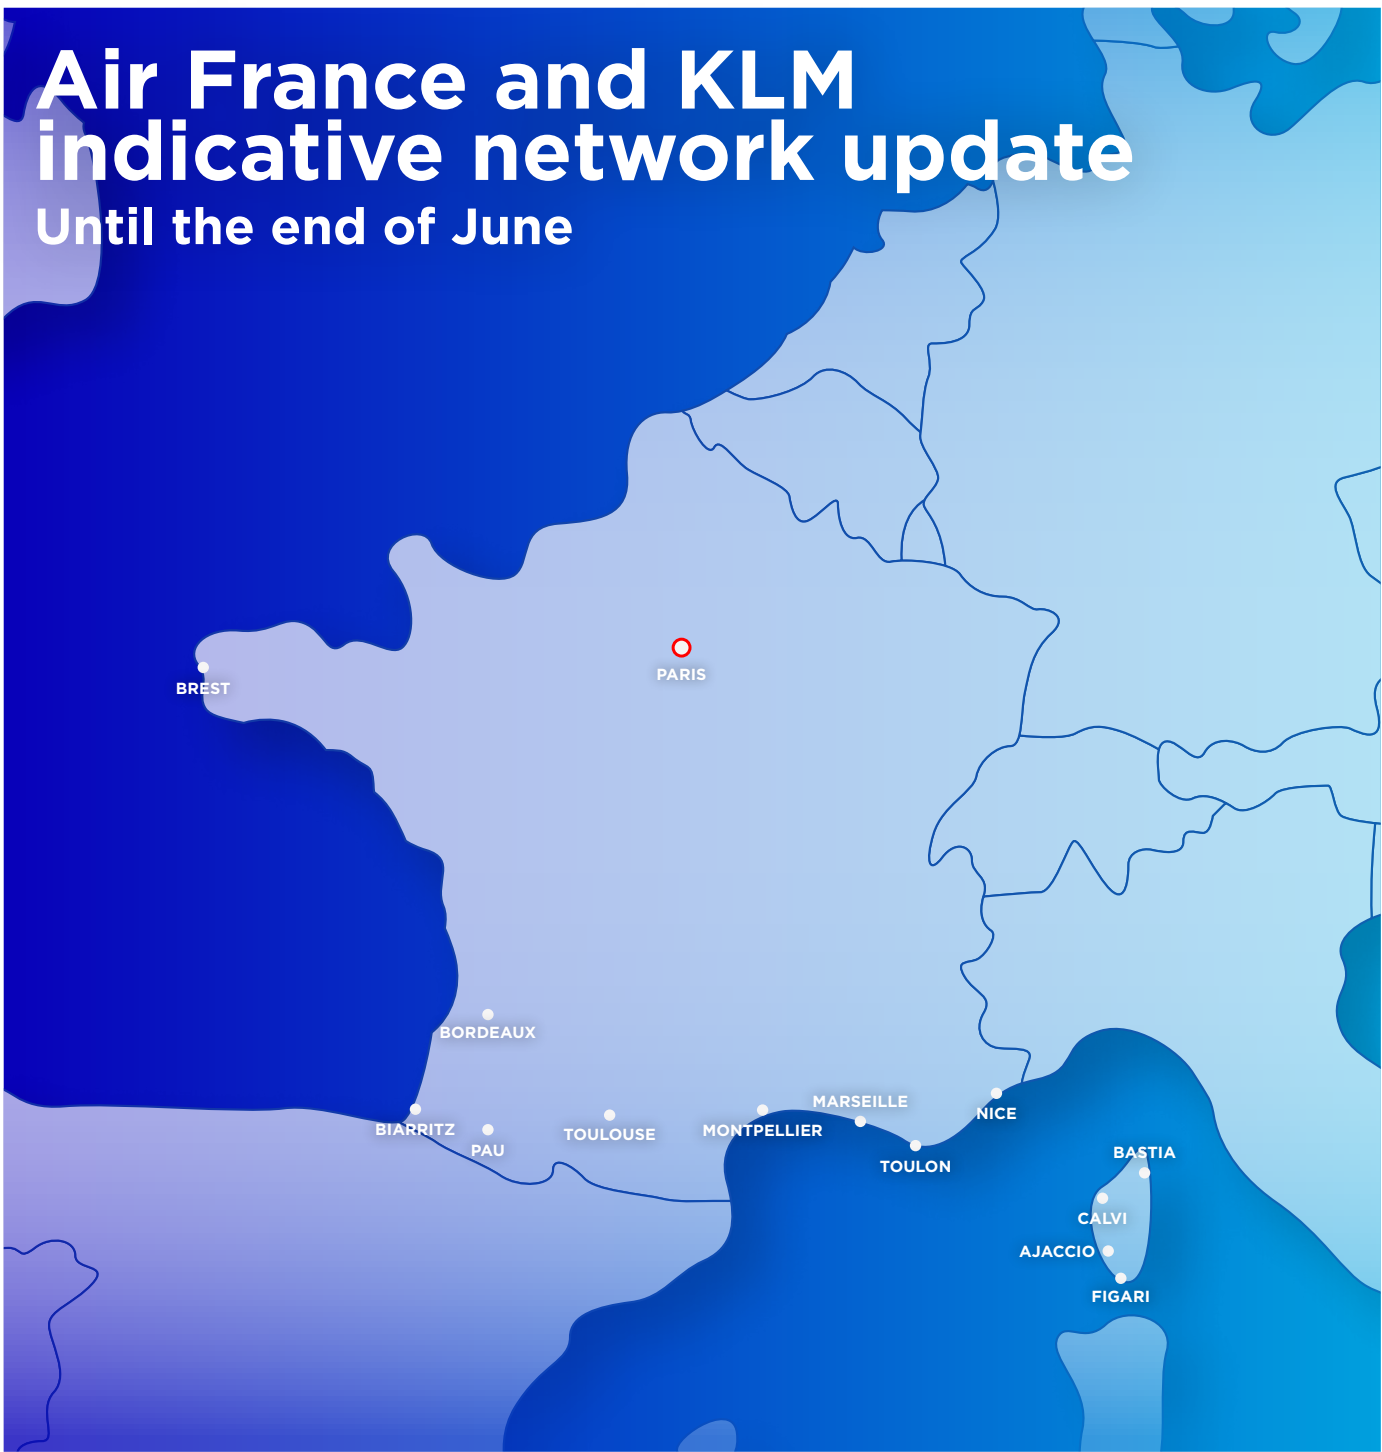 Air France and KLM
indicative network update
Until the end of June
PARIS
BREST
BORDEAUX
MARSEILLE
NICE
BIARRITZ
TOULOUSE
MONTPELLIER
PAU
TOULON
BASTIA
CALVI
AJACCIO
FIGARI